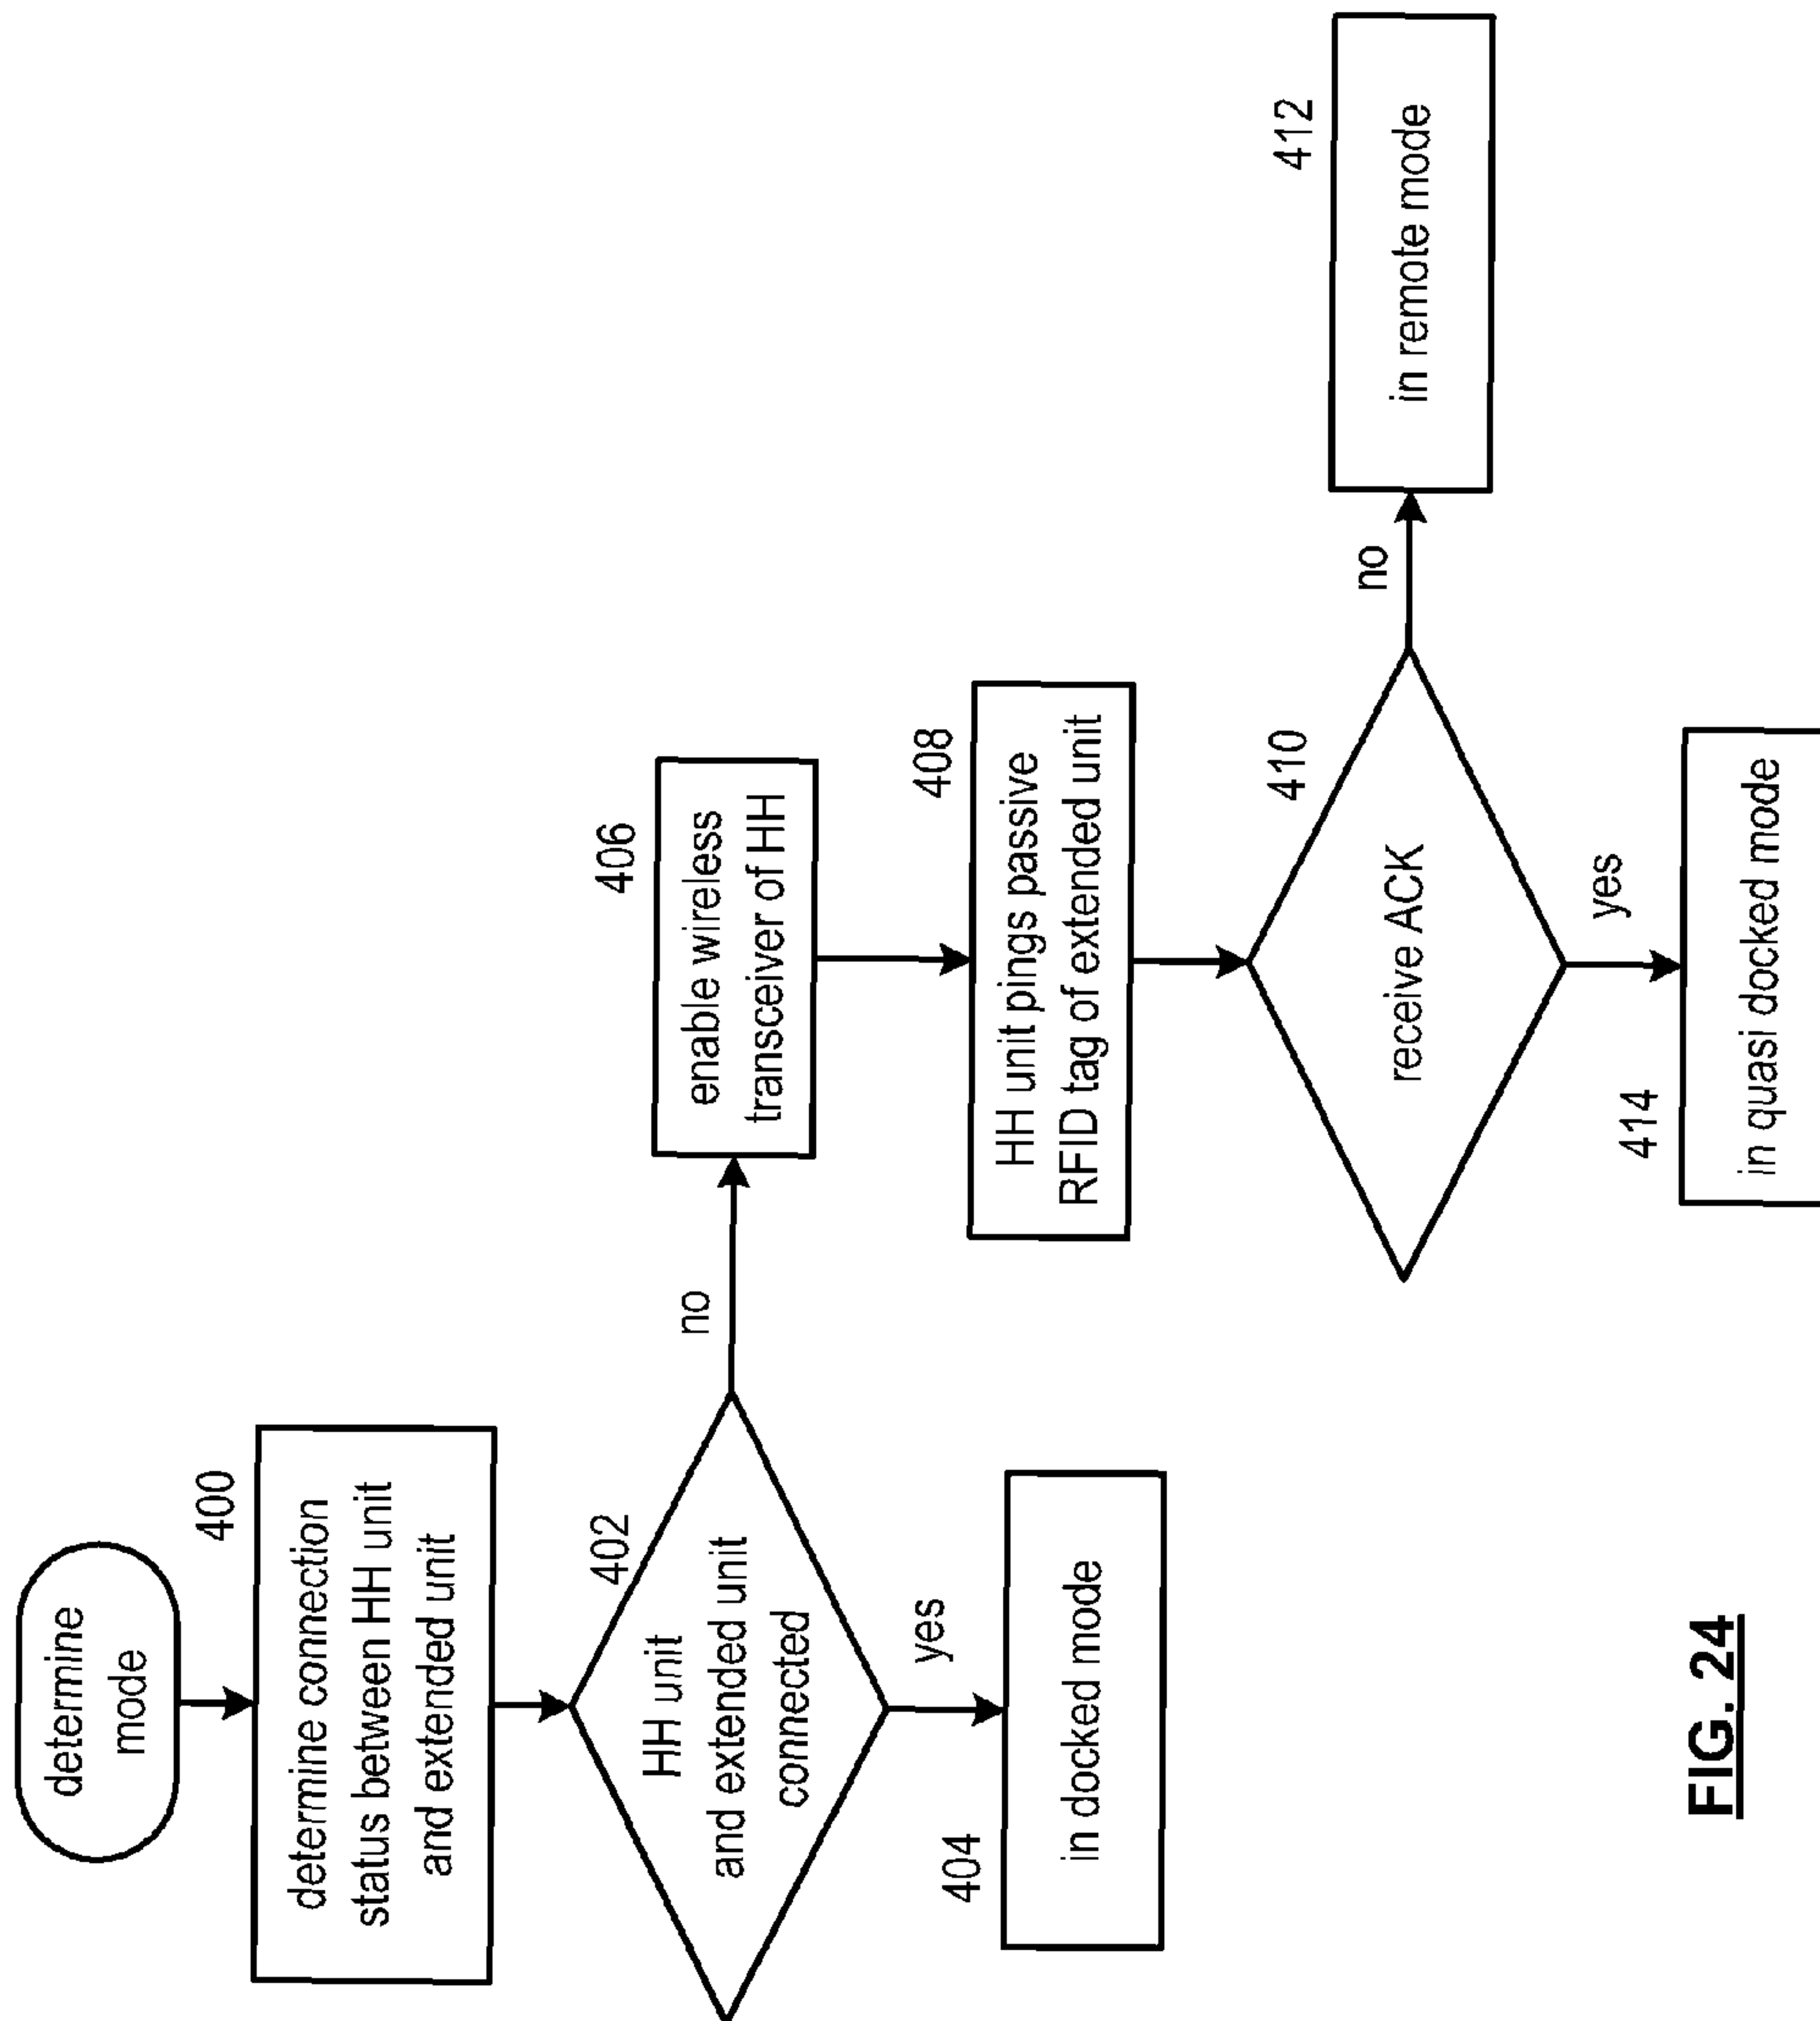 determine
mode
400
determine connection
status between HH unit
and extended unit
402
HH unit
and extended unit
connected
no
yes
404
in docked mode
406
enable wireless
transceiver of HH
408
HH unit pings passive
RFID tag of extended unit
410
receive ACK
no
412
in remote mode
yes
414
in quasi docked mode
FIG. 24